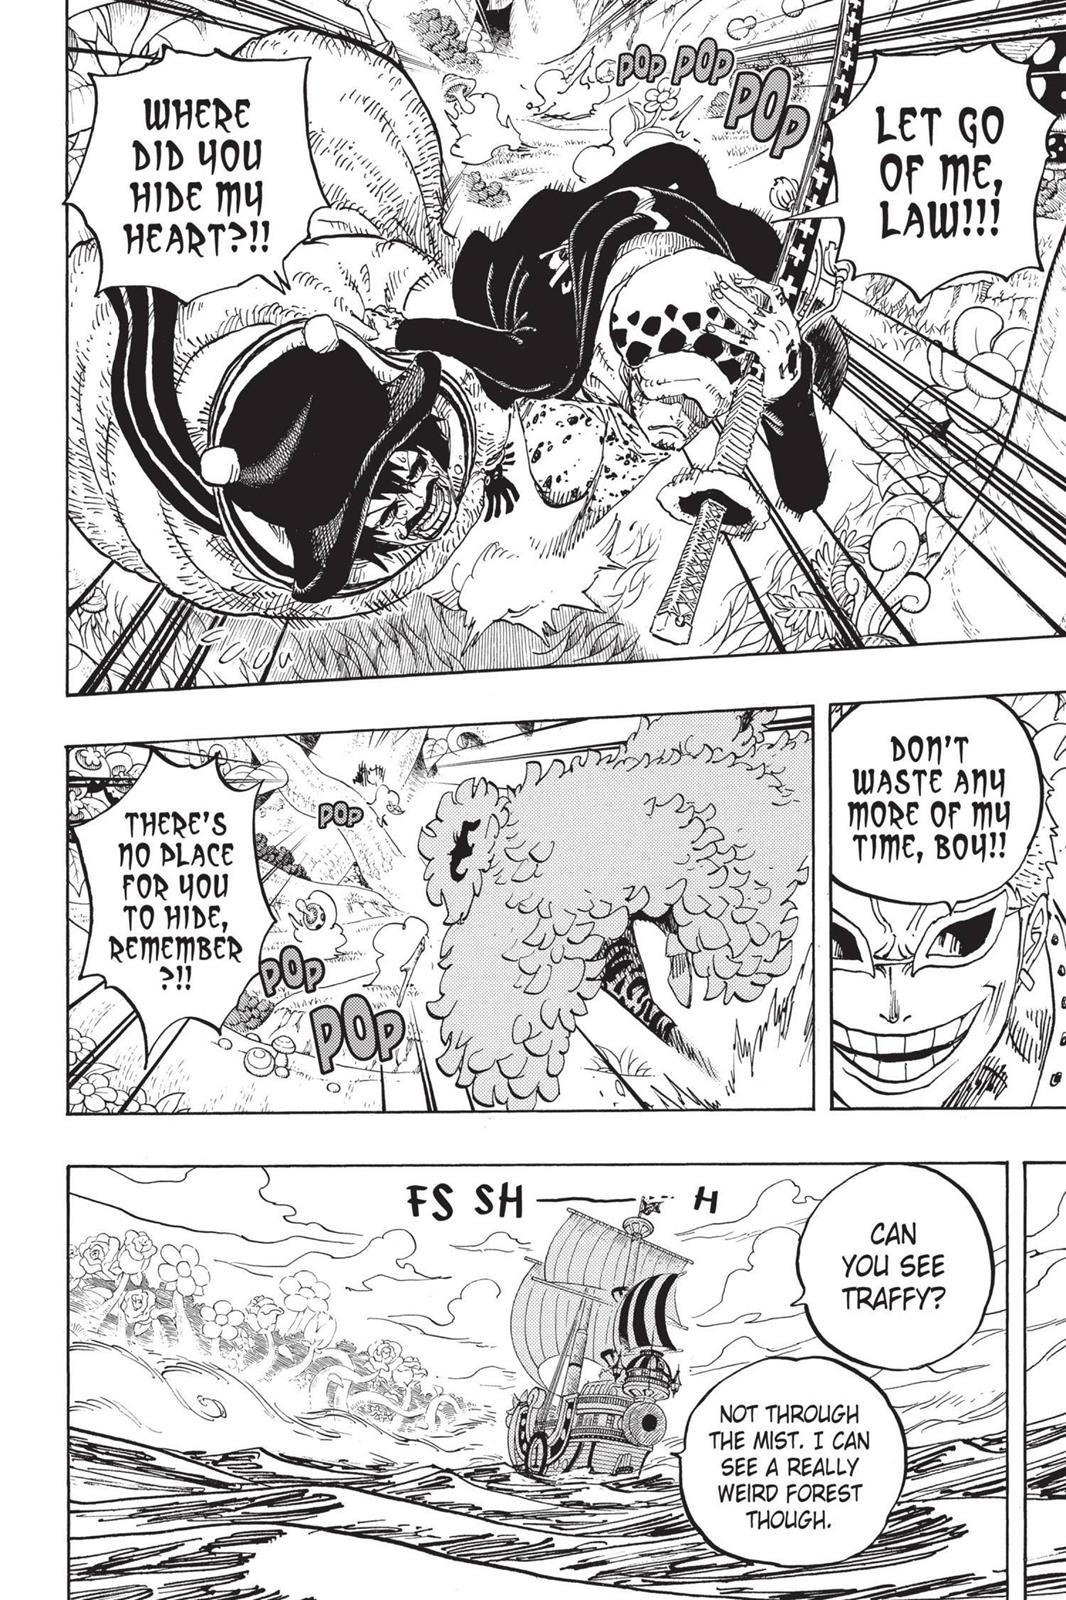 LET GO
OF ME,
LAW!!!
POP POP
POP
WHERE
DID YOU
HIDE MY
HEART?!!
DON'T
WASTE ANY
MORE OF MY
TIME, BOY!!
POP
POP
POP
THERE'S
NO PLACE
FOR YOU
TO HIDE,
REMEMBER
?!!
CAN
YOU SEE
TRAFFY?
FSSH H
NOT THROUGH
THE MIST. I CAN
SEE A REALLY
WEIRD FOREST
THOUGH.